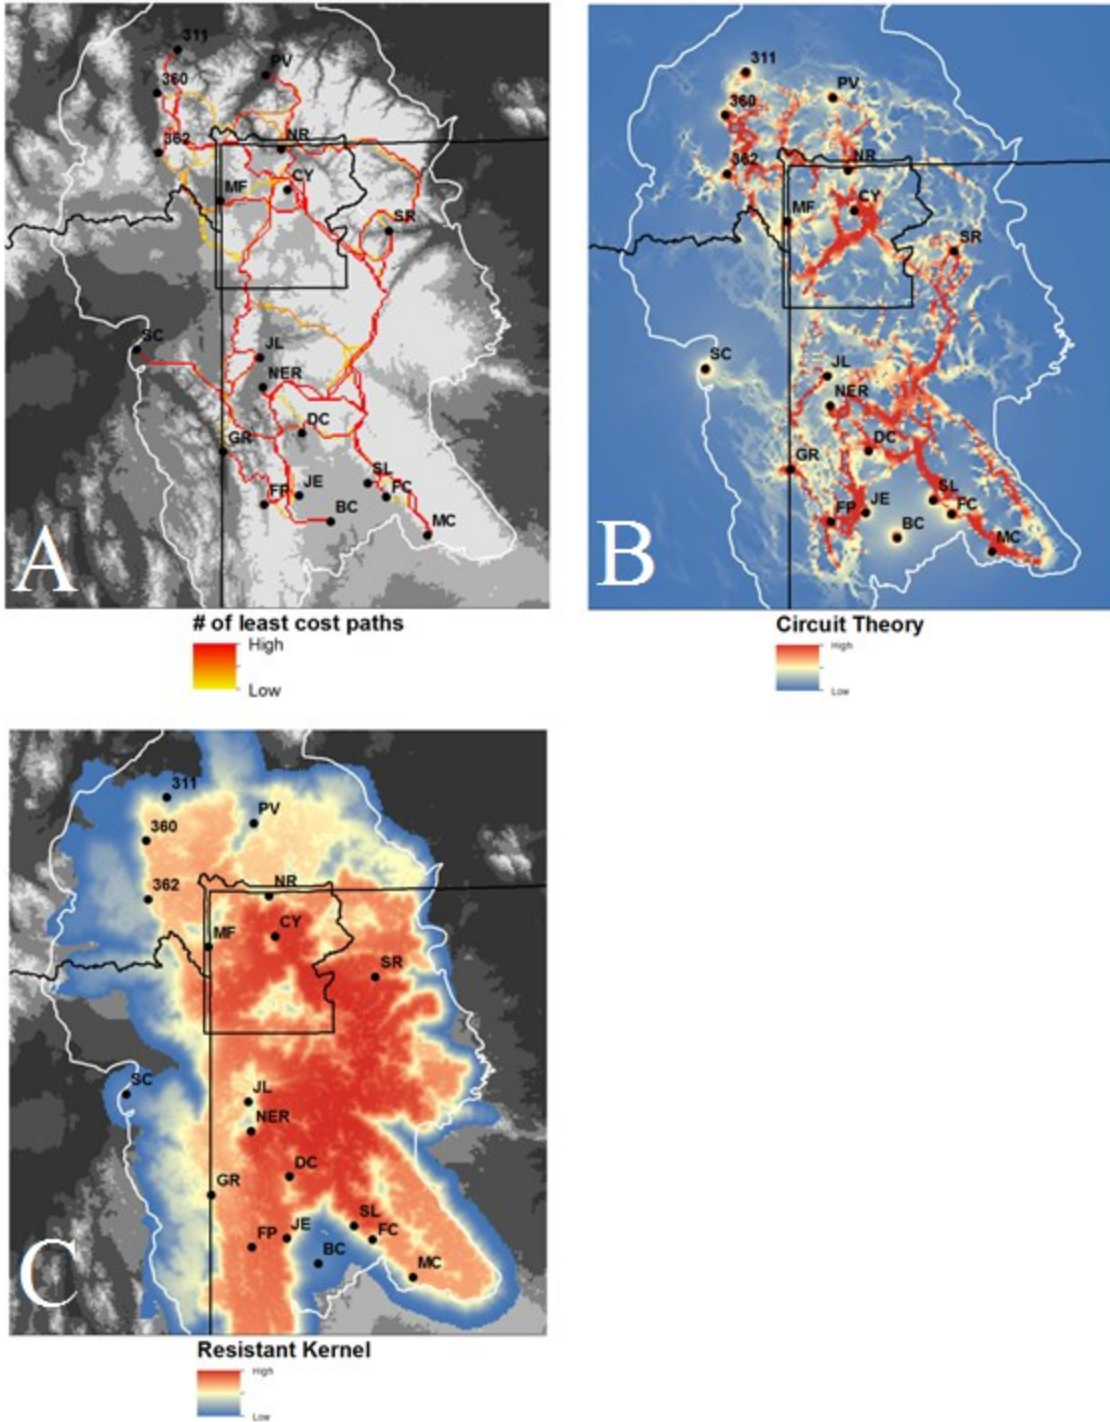 311
PV
360
362
NR
CY
MF
SR
SC
JL
NER
DC
GR
SL
JE
FC
FP
BC
MC
A
# of least cost paths
High
Low
311
PV
360
362
NR
CY
MF
SR
SC
JL
NER
DC
GR
SL
FC
JE
FP
BC
MC
B
Circuit Theory
High
Low
311
PV
360
362
NR
CY
MF
SR
SC
JL
NER
DC
GR
SL
JE
FC
FP
BC
MC
C
Resistant Kernel
High
Low